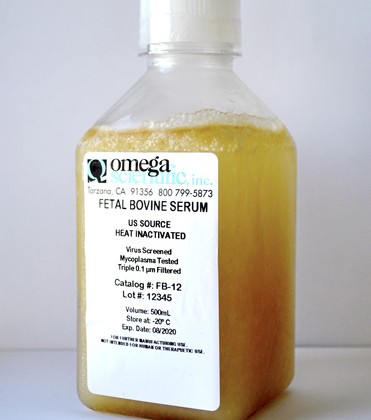 omega
scientific, inc.
Tarzana, CA 91356 800 799-5873
FETAL BOVINE SERUM
US SOURCE
HEAT INACTIVATED
Virus Screened
Mycoplasma Tested
Triple 0.1 µm Filtered
Catalog #: FB-12
Lot #: 12345
Volume: 500mL
Store at: -20° C
Exp. Date: 08/2020
FOR FURTHER MANUFACTURING USE.
NOT INTENDED FOR HUMAN OR THERAPEUTIC USE.